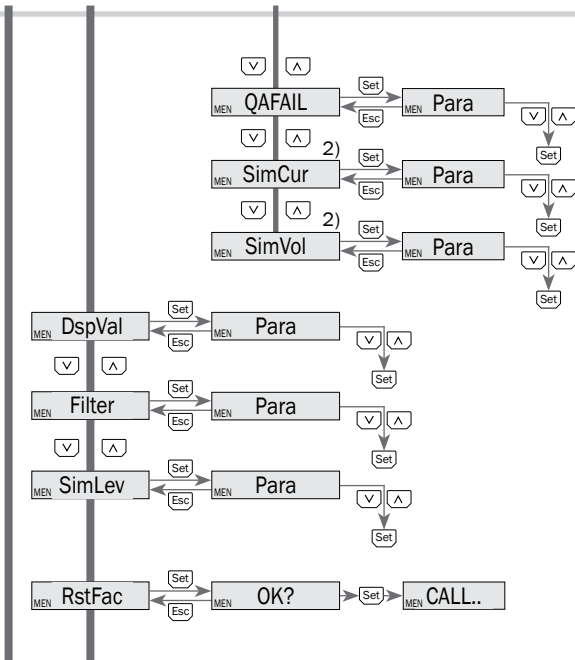 Set
MEN QAFAIL MEN Para
Esc
Set
2)
Set
MEN SimCur MEN Para
Esc
Set
2)
Set
MEN SimVol MEN Para
Esc
Set
Set
MEN DspVal MEN Para
Esc
Set
Set
MEN Filter MEN Para
Esc
Set
Set
MEN SimLev MEN Para
Esc
Set
Set
MEN RstFac MEN OK? Set MEN CALL..
Esc